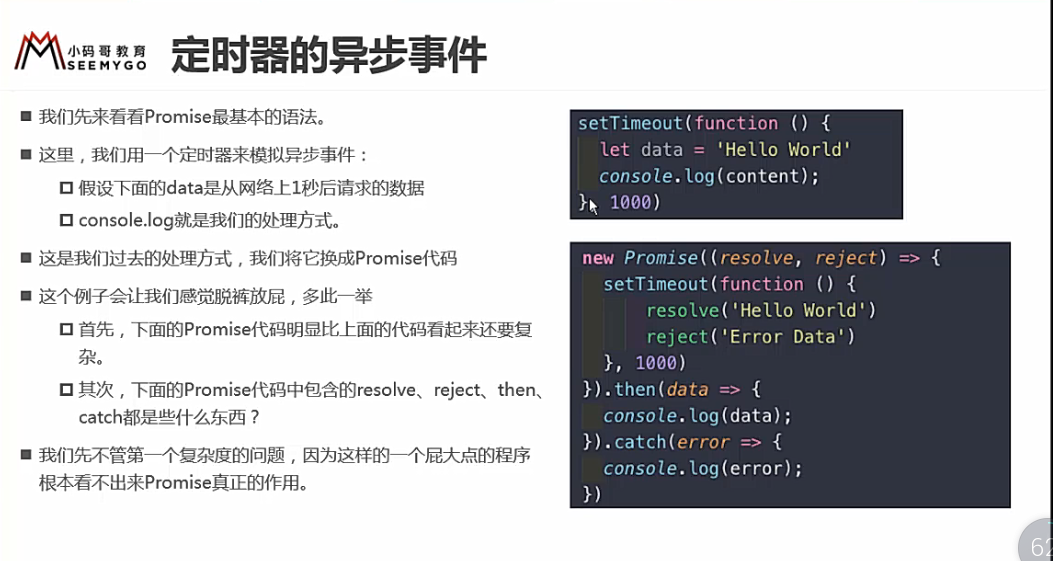 小码哥教育
SEEMYGO
定时器的异步事件
■ 我们先来看看Promise最基本的语法。
■ 这里，我们用一个定时器来模拟异步事件：
□ 假设下面的data是从网络上1秒后请求的数据
□ console.log就是我们的处理方式。
■ 这是我们过去的处理方式，我们将它换成Promise代码
■ 这个例子会让我们感觉脱裤放屁，多此一举
□ 首先，下面的Promise代码明显比上面的代码看起来还要复
杂。
□ 其次，下面的Promise代码中包含的resolve、reject、then、
catch都是些什么东西？
■ 我们先不管第一个复杂度的问题，因为这样的一个屁大点的程序
根本看不出来Promise真正的作用。
setTimeout(function () {
let data = 'Hello World'
console.log(content);
}, 1000)
new Promise((resolve, reject) => {
setTimeout(function () {
resolve('Hello World')
reject('Error Data')
}, 1000)
}).then(data => {
console.log(data);
}).catch(error => {
console.log(error);
})
62